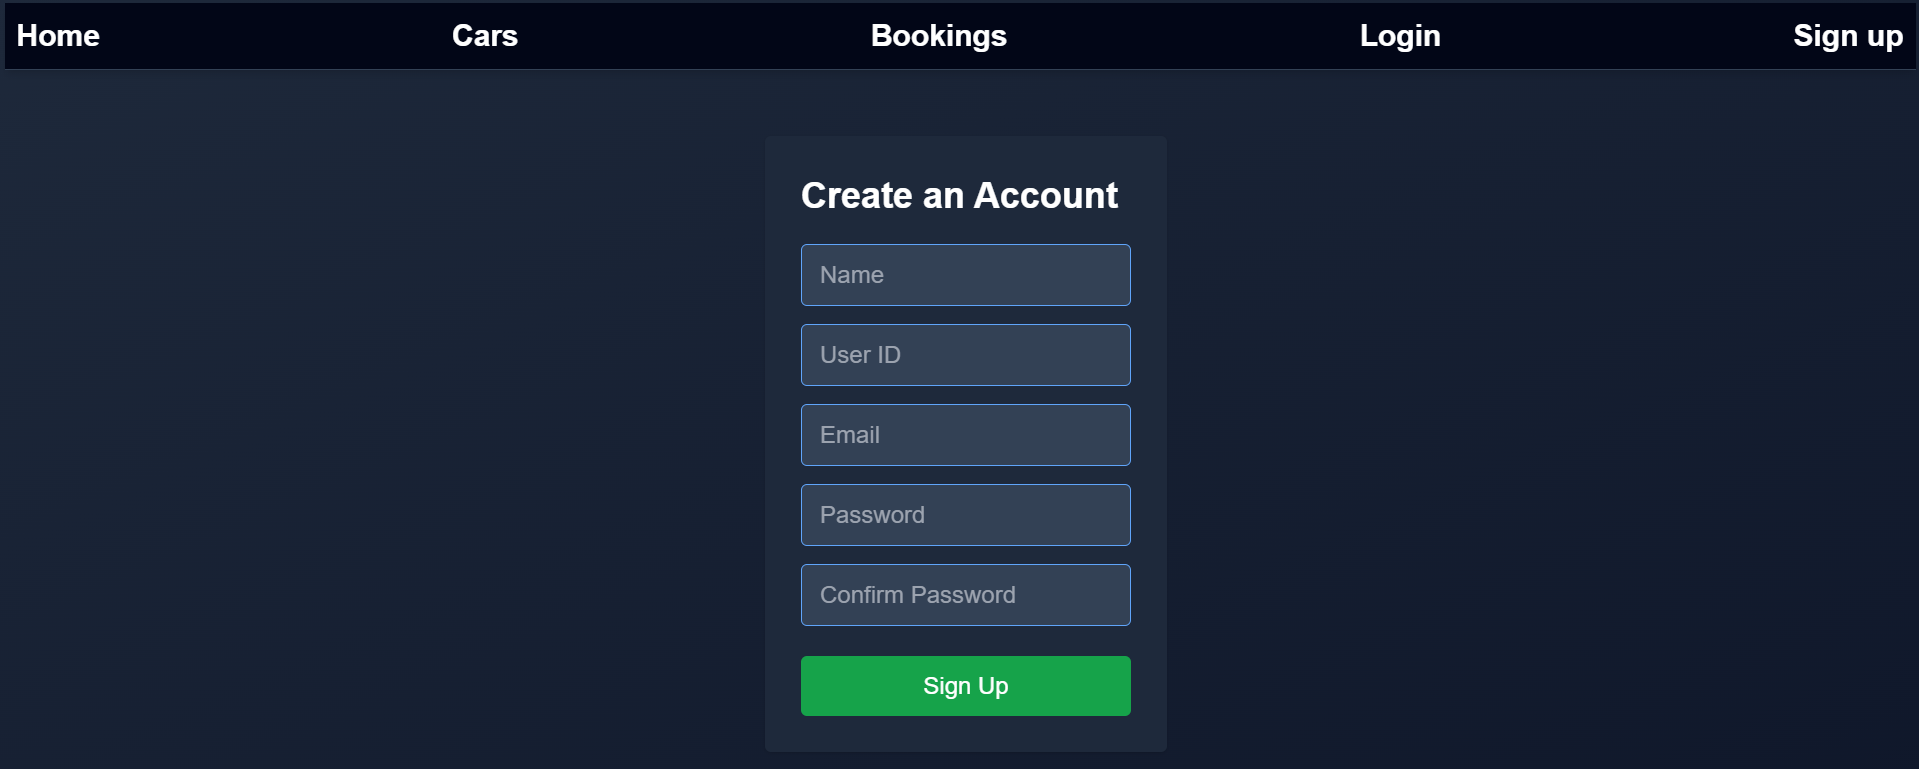 Home Cars Bookings Login Sign up
Create an Account
Name
User ID
Email
Password
Confirm Password
Sign Up